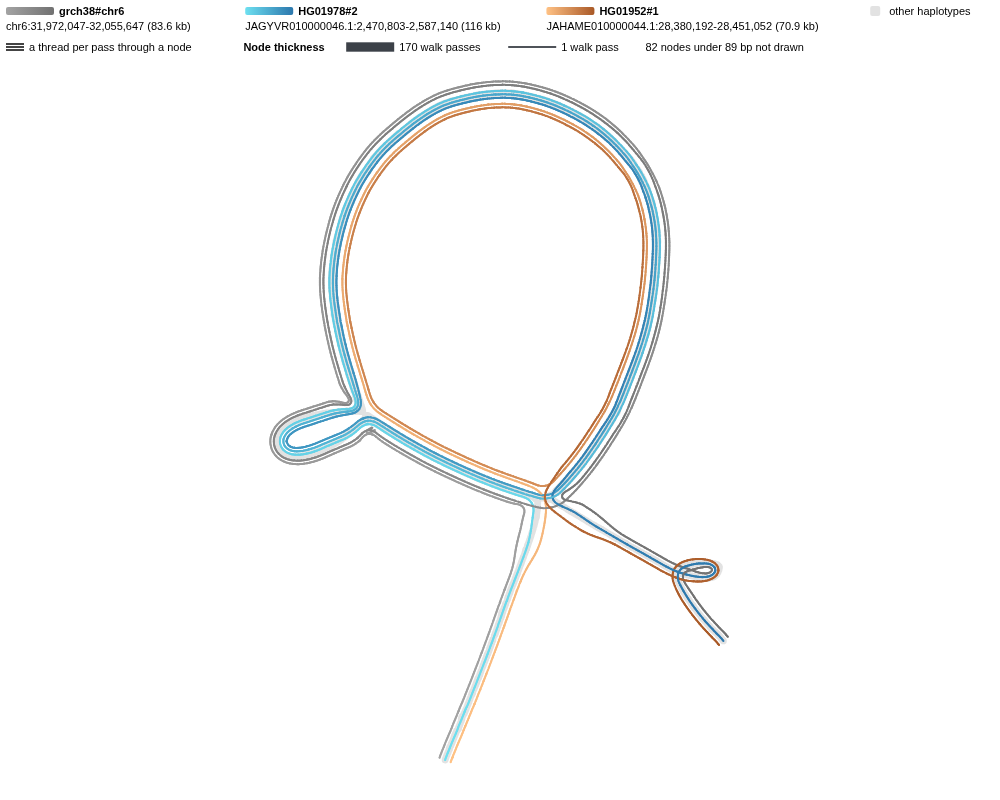 grch38#chr6 HG01978#2 HG01952#1 other haplotypes
chr6:31,972,047-32,055,647 (83.6 kb) JAGYVR010000046.1:2,470,803-2,587,140 (116 kb) JAHAME010000044.1:28,380,192-28,451,052 (70.9 kb)
a thread per pass through a node Node thickness 170 walk passes 1 walk pass 82 nodes under 89 bp not drawn